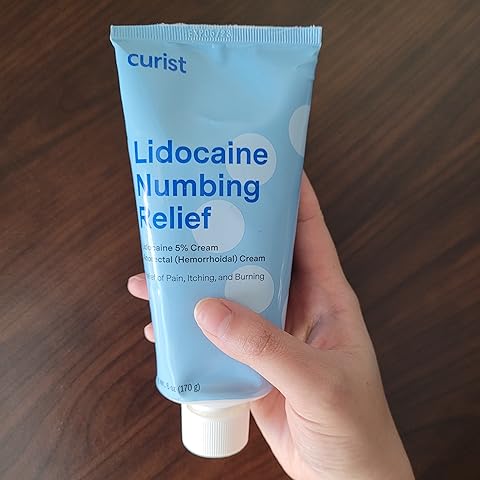 curist
Lidocaine
Numbing
Relief
5% Cream
(Hemorrhoidal) Cream
of Pain, Itching, and Burning
(170 g)